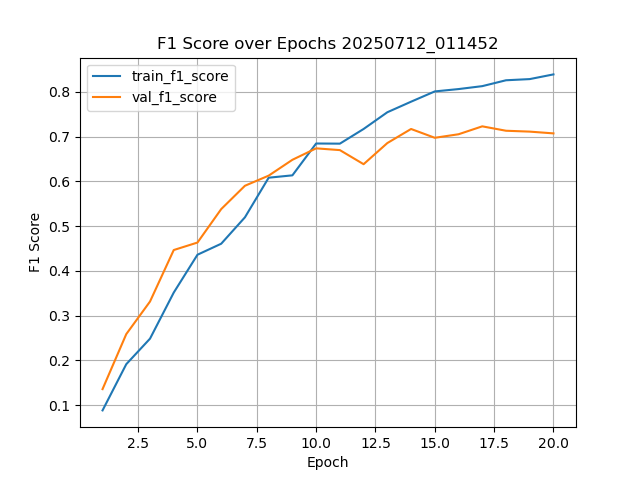 F1 Score over Epochs 20250712_011452
train_f1_score
val_f1_score
F1 Score
0.8
0.7
0.6
0.5
0.4
0.3
0.2
0.1
2.5 5.0 7.5 10.0 12.5 15.0 17.5 20.0
Epoch